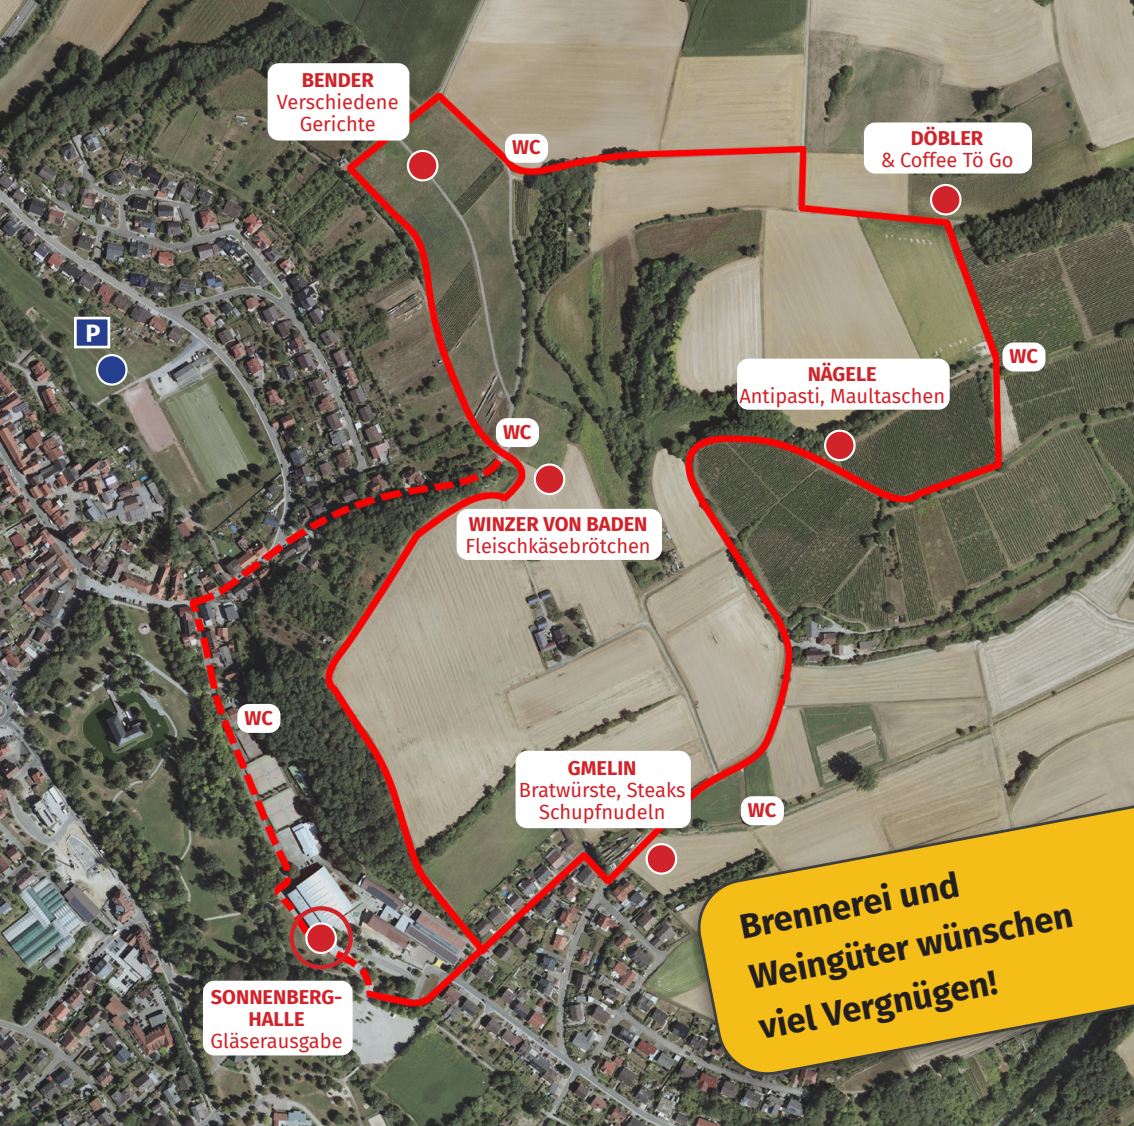 BENDER
Verschiedene
Gerichte
WC
DÖBLER
& Coffee Tö Go
P
WC
NÄGELE
Antipasti, Maultaschen
WC
WINZER VON BADEN
Fleischkäsebrötchen
WC
GMELIN
Bratwürste, Steaks
Schupfnudeln
WC
Brennerei und
Weingüter wünschen
viel Vergnügen!
SONNENBERG-
HALLE
Gläserausgabe